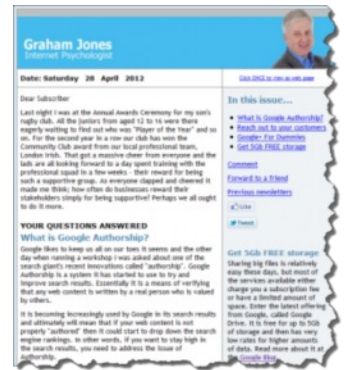 Graham Jones
Internet Psychologist
Date: Saturday 28 April 2012
Click ONCE to view as web page
Dear Subscriber
Last night I was at the Annual Awards Ceremony for my son's
rugby club. All the juniors from aged 12 to 16 were there
eagerly waiting to find out who was "Player of the Year" and so
on. For the second year in a row our club has won the
Community Club award from our local professional team,
London Irish. That got a massive cheer from everyone and the
lads are all looking forward to a day spent training with the
professional squad in a few weeks - their reward for being
such a supportive group. As everyone clapped and cheered it
made me think; how often do businesses reward their
stakeholders simply for being supportive? Perhaps we all ought
to do it more.
YOUR QUESTIONS ANSWERED
What is Google Authorship?
Google likes to keep us all on our toes it seems and the other
day when running a workshop I was asked about one of the
search giant's recent innovations called "authorship". Google
Authorship is a system it has started to use to try and
improve search results. Essentially it is a means of verifying
that any web content is written by a real person who is valued
by others.
It is becoming increasingly used by Google in its search results
and ultimately will mean that if your web content is not
properly "authored" then it could start to drop down the search
engine rankings. In other words, if you want to stay high in
the search results, you need to address the issue of
Authorship.
In this issue...
What is Google Authorship?
Reach out to your customers
Google+ For Dummies
Get 5Gb FREE storage
Comment
Forward to a friend
Previous newsletters
Like
Tweet
Get 5Gb FREE storage
Sharing big files is relatively
easy these days, but most of
the services available either
charge you a subscription fee
or have a limited amount of
space. Enter the latest offering
from Google, called Google
Drive. It is free for up to 5Gb
of storage and then has very
low rates for higher amounts
of data. Read more about it at
the Google Blog